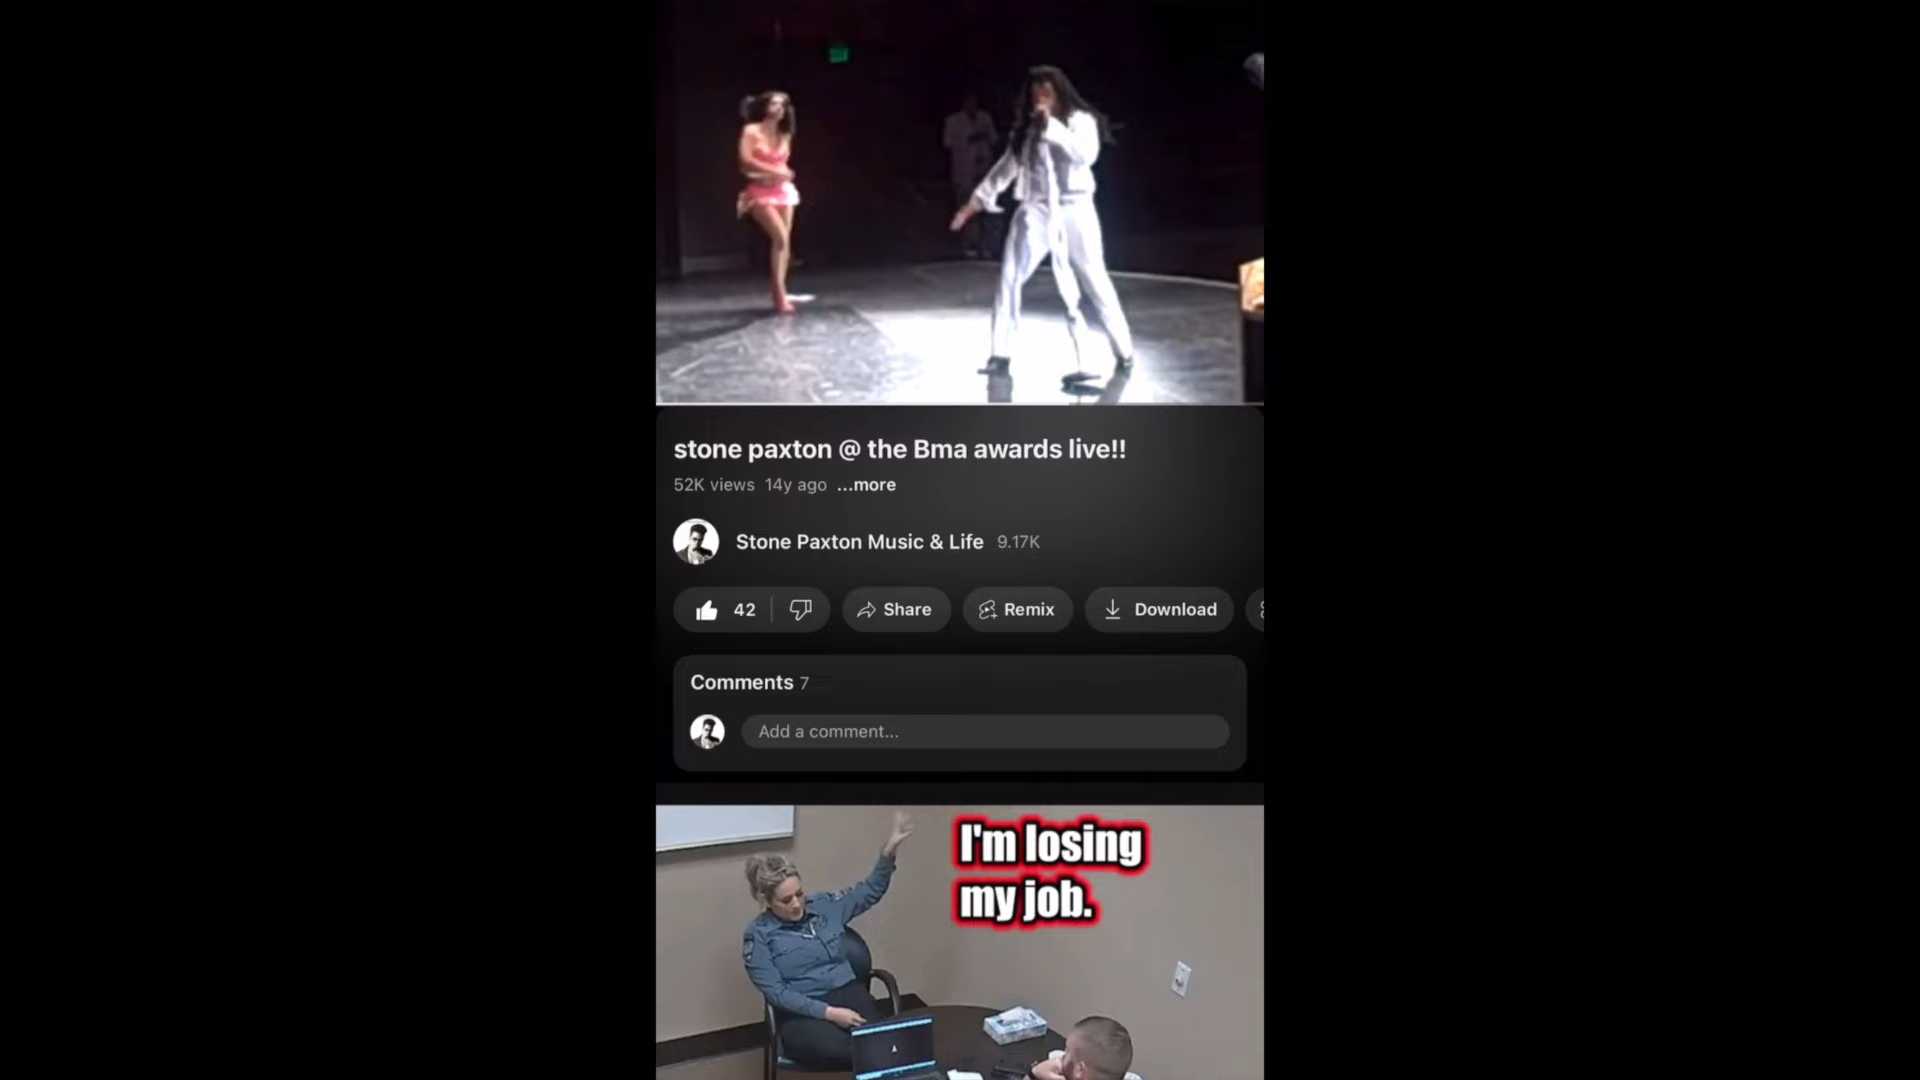 stone paxton @ the Bma awards live!!
52K views 14y ago ...more
Stone Paxton Music & Life 9.17K
42 Share Remix Download
Comments 7
Add a comment...
I'm losing
my job.